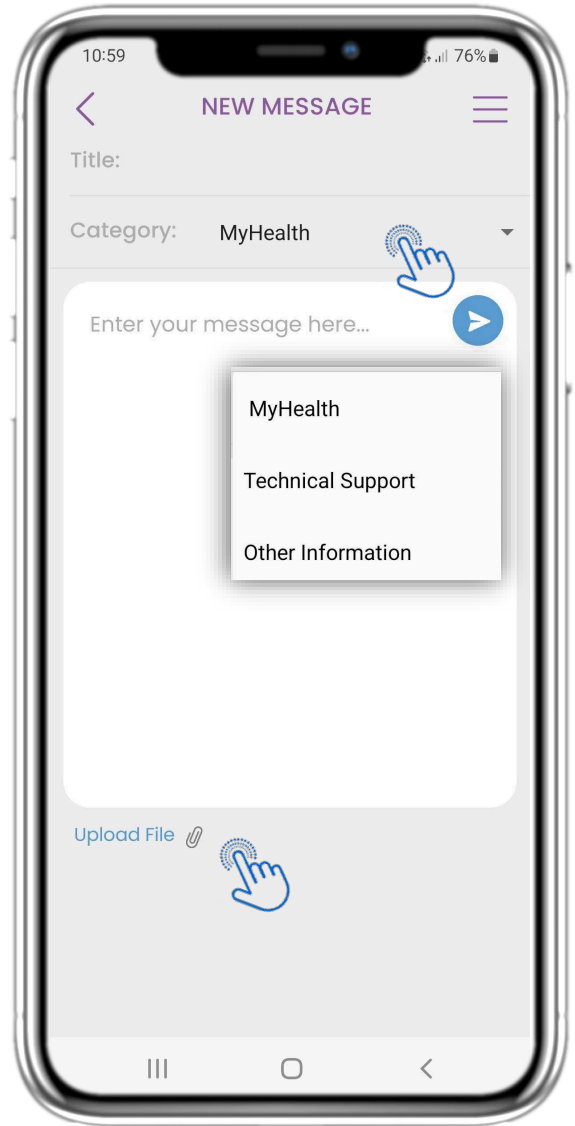 10:59
76%
NEW MESSAGE
Title:
Category: MyHealth
Enter your message here...
MyHealth
Technical Support
Other Information
Upload File